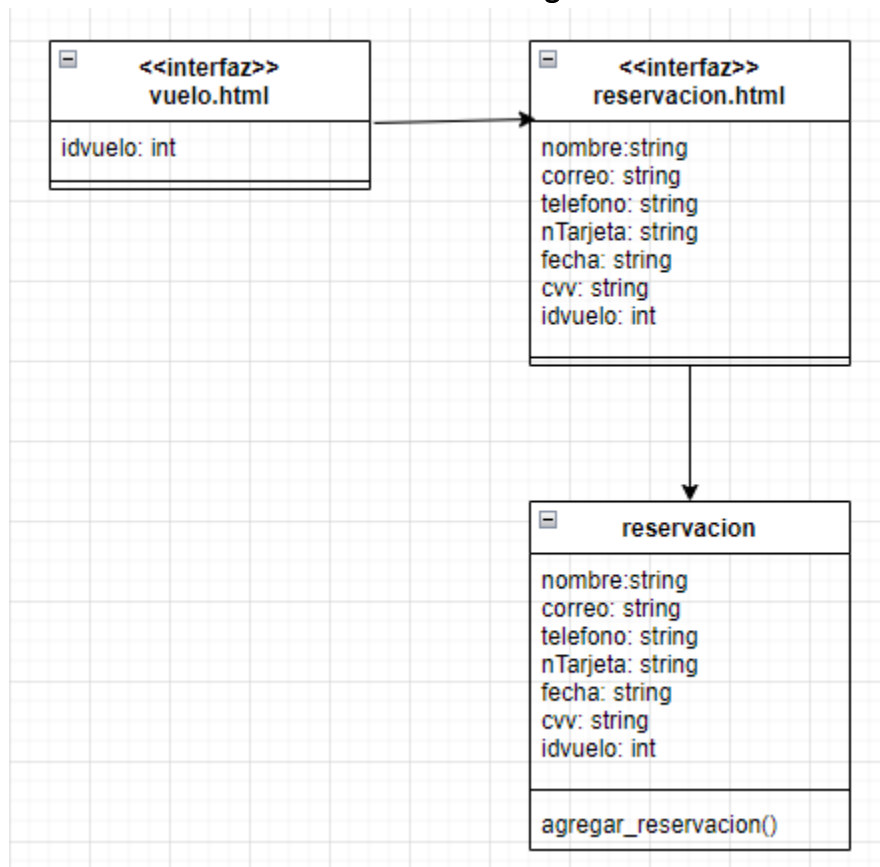 <<interfaz>>
vuelo.html
idvuelo: int
<<interfaz>>
reservacion.html
nombre:string
correo: string
telefono: string
nTarjeta: string
fecha: string
cvv: string
idvuelo: int
reservacion
nombre:string
correo: string
telefono: string
nTarjeta: string
fecha: string
cvv: string
idvuelo: int
agregar_reservacion()